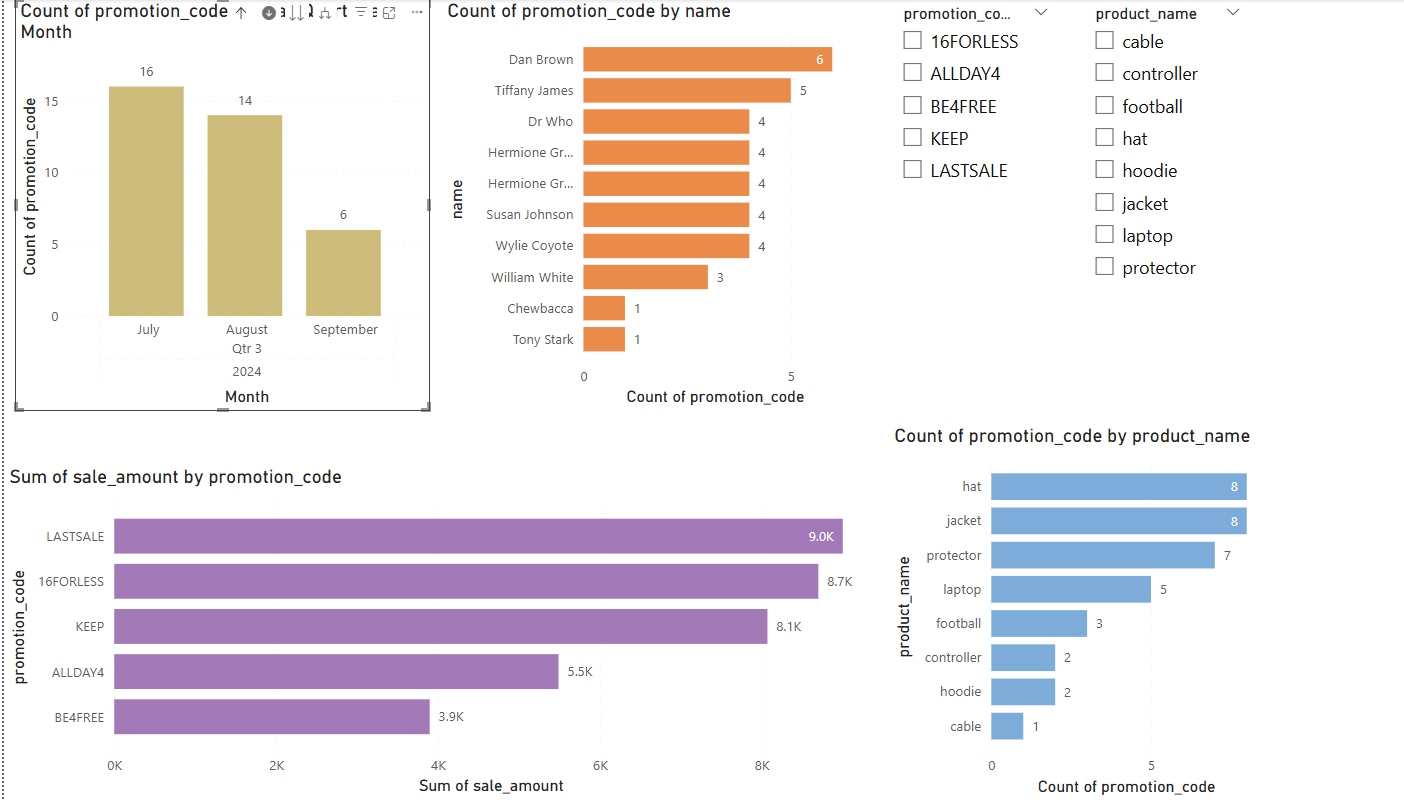 Count of promotion_code
Month
Count of promotion_code
16
14
6
15
10
5
0
July
August
September
Qtr 3
2024
Month
Count of promotion_code by name
name
Dan Brown
6
Tiffany James
5
Dr Who
4
Hermione Gr...
4
Hermione Gr...
4
Susan Johnson
4
Wylie Coyote
4
William White
3
Chewbacca
1
Tony Stark
1
0
5
Count of promotion_code
promotion_co...
16FORLESS
ALLDAY4
BE4FREE
KEEP
LASTSALE
product_name
cable
controller
football
hat
hoodie
jacket
laptop
protector
Sum of sale_amount by promotion_code
promotion_code
LASTSALE
9.0K
16FORLESS
8.7K
KEEP
8.1K
ALLDAY4
5.5K
BE4FREE
3.9K
0K
2K
4K
6K
8K
Sum of sale_amount
Count of promotion_code by product_name
product_name
hat
8
jacket
8
protector
7
laptop
5
football
3
controller
2
hoodie
2
cable
1
0
5
Count of promotion_code